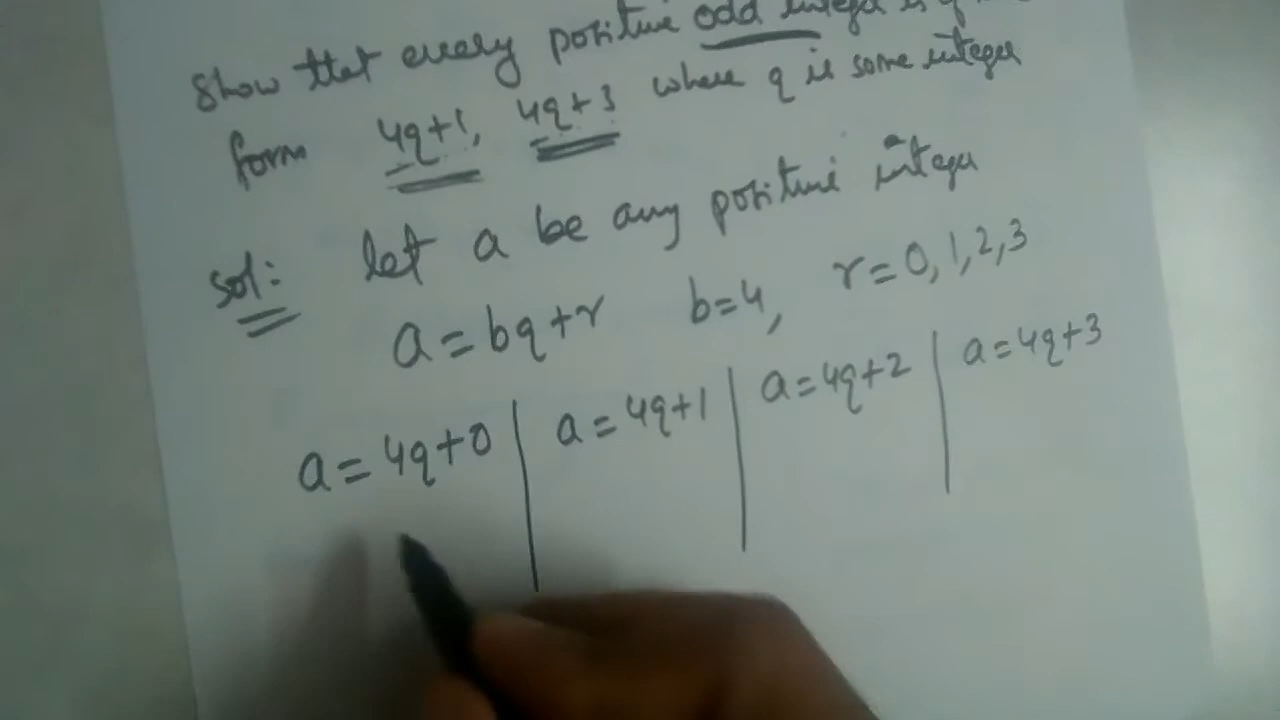 Show that every positive odd integer is of
form 4q+1, 4q+3 where q is some integer
Sol: let a be any positive integer
a = bq+r b=4, r=0,1,2,3
a=4q+0 | a=4q+1 | a=4q+2 | a=4q+3